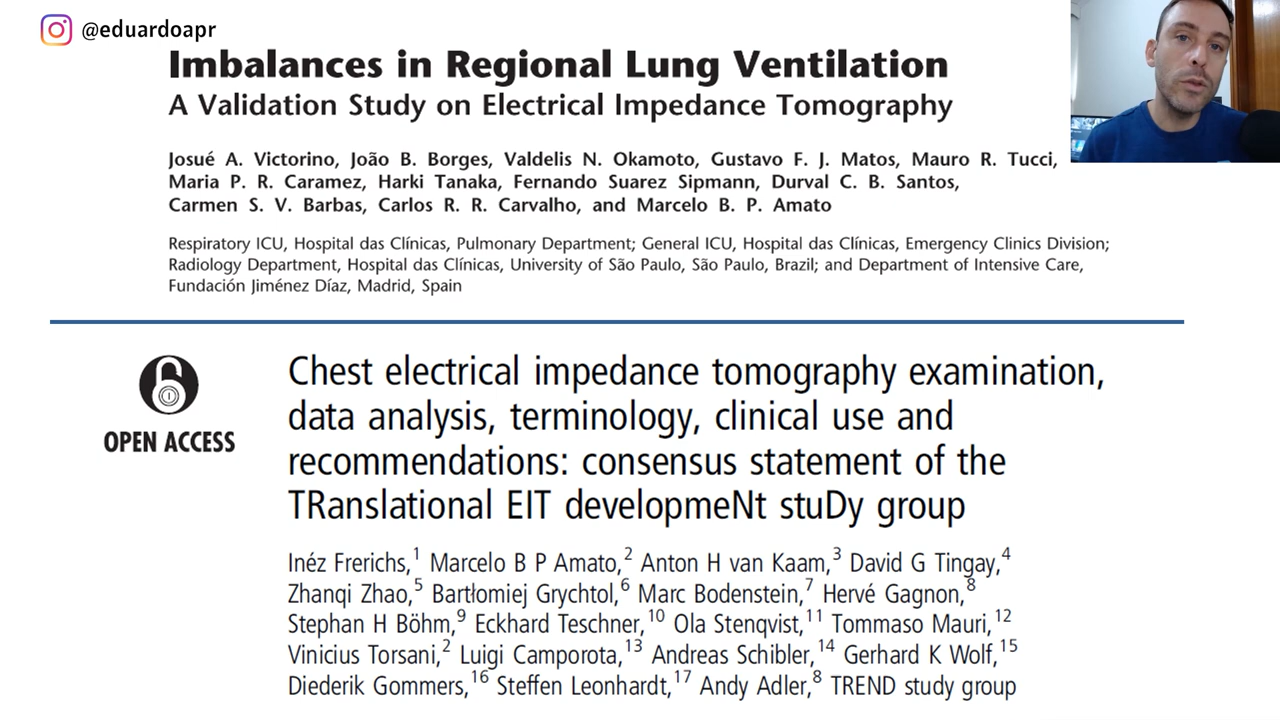 @eduardoapr
Imbalances in Regional Lung Ventilation
A Validation Study on Electrical Impedance Tomography
Josué A. Victorino, João B. Borges, Valdelis N. Okamoto, Gustavo F. J. Matos, Mauro R. Tucci,
Maria P. R. Caramez, Harki Tanaka, Fernando Suarez Sipmann, Durval C. B. Santos,
Carmen S. V. Barbas, Carlos R. R. Carvalho, and Marcelo B. P. Amato
Respiratory ICU, Hospital das Clínicas, Pulmonary Department; General ICU, Hospital das Clínicas, Emergency Clinics Division;
Radiology Department, Hospital das Clínicas, University of São Paulo, São Paulo, Brazil; and Department of Intensive Care,
Fundación Jiménez Díaz, Madrid, Spain
OPEN ACCESS
Chest electrical impedance tomography examination,
data analysis, terminology, clinical use and
recommendations: consensus statement of the
TRanslational EIT developmeNt stuDy group
Inéz Frerichs,1 Marcelo B P Amato,2 Anton H van Kaam,3 David G Tingay,4
Zhanqi Zhao,5 Bartłomiej Grychtol,6 Marc Bodenstein,7 Hervé Gagnon,8
Stephan H Böhm,9 Eckhard Teschner,10 Ola Stenqvist,11 Tommaso Mauri,12
Vinicius Torsani,2 Luigi Camporota,13 Andreas Schibler,14 Gerhard K Wolf,15
Diederik Gommers,16 Steffen Leonhardt,17 Andy Adler,8 TREND study group